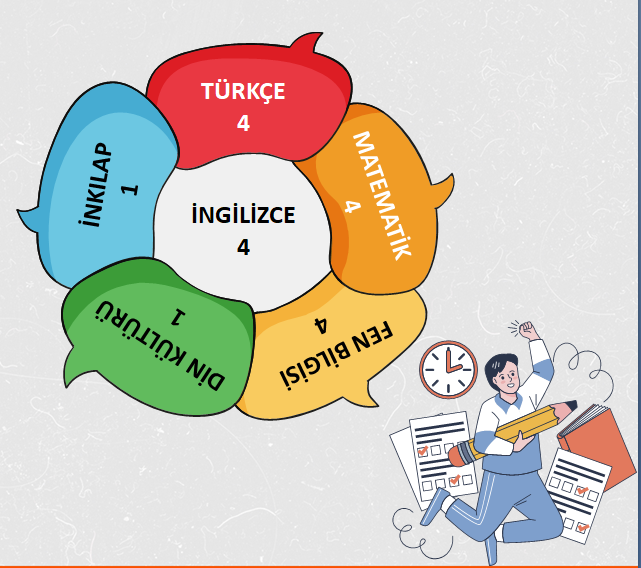 TÜRKÇE
4
MATEMATİK
4
FEN BİLGİSİ
4
DİN KÜLTÜRÜ
1
İNKILAP
1
İNGİLİZCE
4